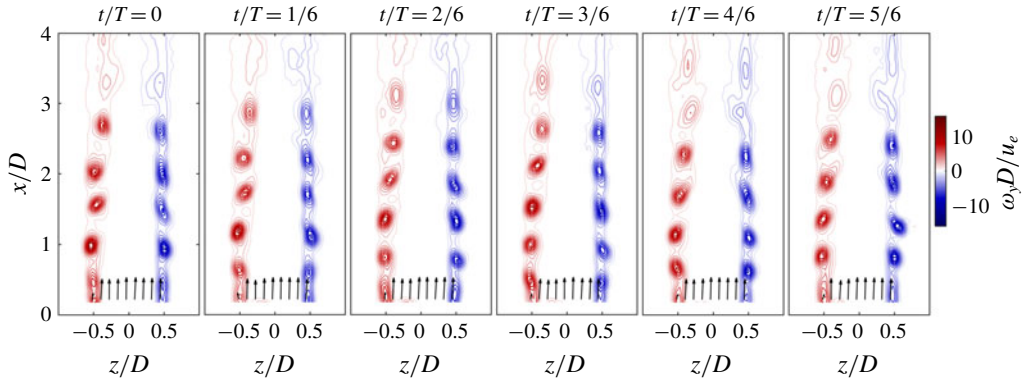 t/T = 0 t/T = 1/6 t/T = 2/6 t/T = 3/6 t/T = 4/6 t/T = 5/6
4
3
2
1
0
x/D
10
0
−10
ω_y D/u_e
−0.5 0 0.5 −0.5 0 0.5 −0.5 0 0.5 −0.5 0 0.5 −0.5 0 0.5 −0.5 0 0.5
z/D z/D z/D z/D z/D z/D